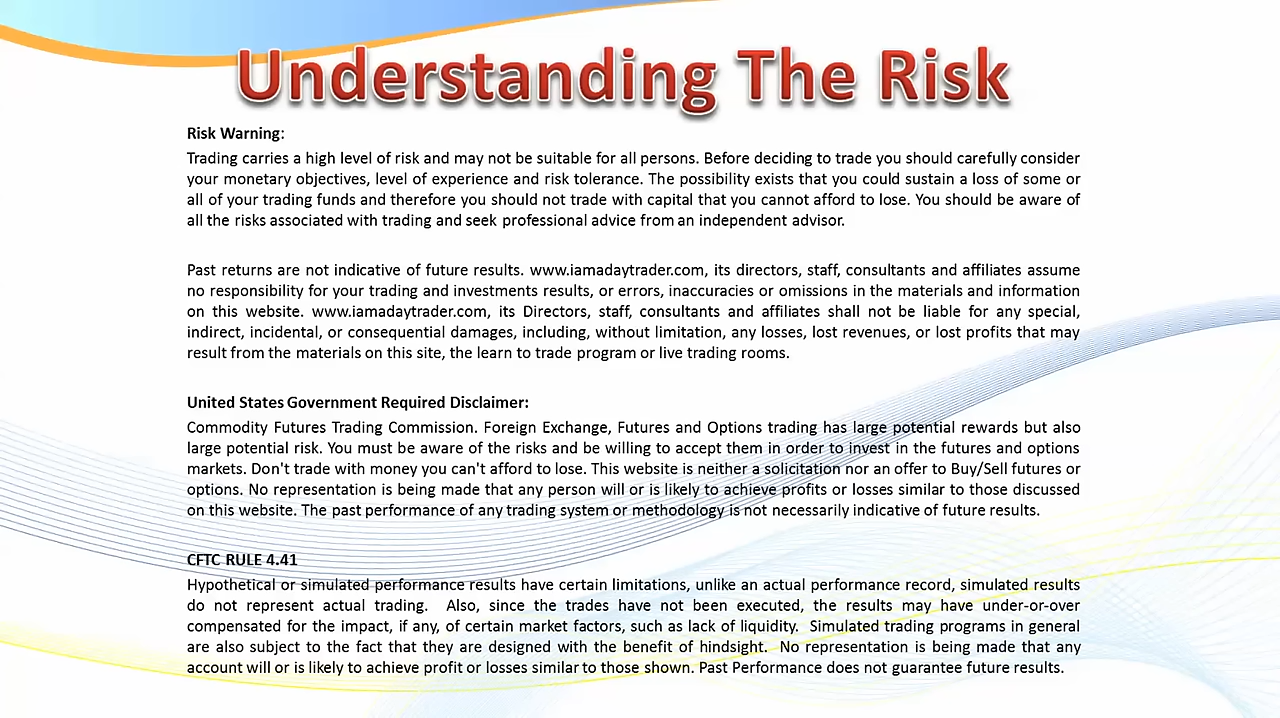 Understanding The Risk
Risk Warning:
Trading carries a high level of risk and may not be suitable for all persons. Before deciding to trade you should carefully consider
your monetary objectives, level of experience and risk tolerance. The possibility exists that you could sustain a loss of some or
all of your trading funds and therefore you should not trade with capital that you cannot afford to lose. You should be aware of
all the risks associated with trading and seek professional advice from an independent advisor.
Past returns are not indicative of future results. www.iamadaytrader.com, its directors, staff, consultants and affiliates assume
no responsibility for your trading and investments results, or errors, inaccuracies or omissions in the materials and information
on this website. www.iamadaytrader.com, its Directors, staff, consultants and affiliates shall not be liable for any special,
indirect, incidental, or consequential damages, including, without limitation, any losses, lost revenues, or lost profits that may
result from the materials on this site, the learn to trade program or live trading rooms.
United States Government Required Disclaimer:
Commodity Futures Trading Commission. Foreign Exchange, Futures and Options trading has large potential rewards but also
large potential risk. You must be aware of the risks and be willing to accept them in order to invest in the futures and options
markets. Don't trade with money you can't afford to lose. This website is neither a solicitation nor an offer to Buy/Sell futures or
options. No representation is being made that any person will or is likely to achieve profits or losses similar to those discussed
on this website. The past performance of any trading system or methodology is not necessarily indicative of future results.
CFTC RULE 4.41
Hypothetical or simulated performance results have certain limitations, unlike an actual performance record, simulated results
do not represent actual trading. Also, since the trades have not been executed, the results may have under-or-over
compensated for the impact, if any, of certain market factors, such as lack of liquidity. Simulated trading programs in general
are also subject to the fact that they are designed with the benefit of hindsight. No representation is being made that any
account will or is likely to achieve profit or losses similar to those shown. Past Performance does not guarantee future results.